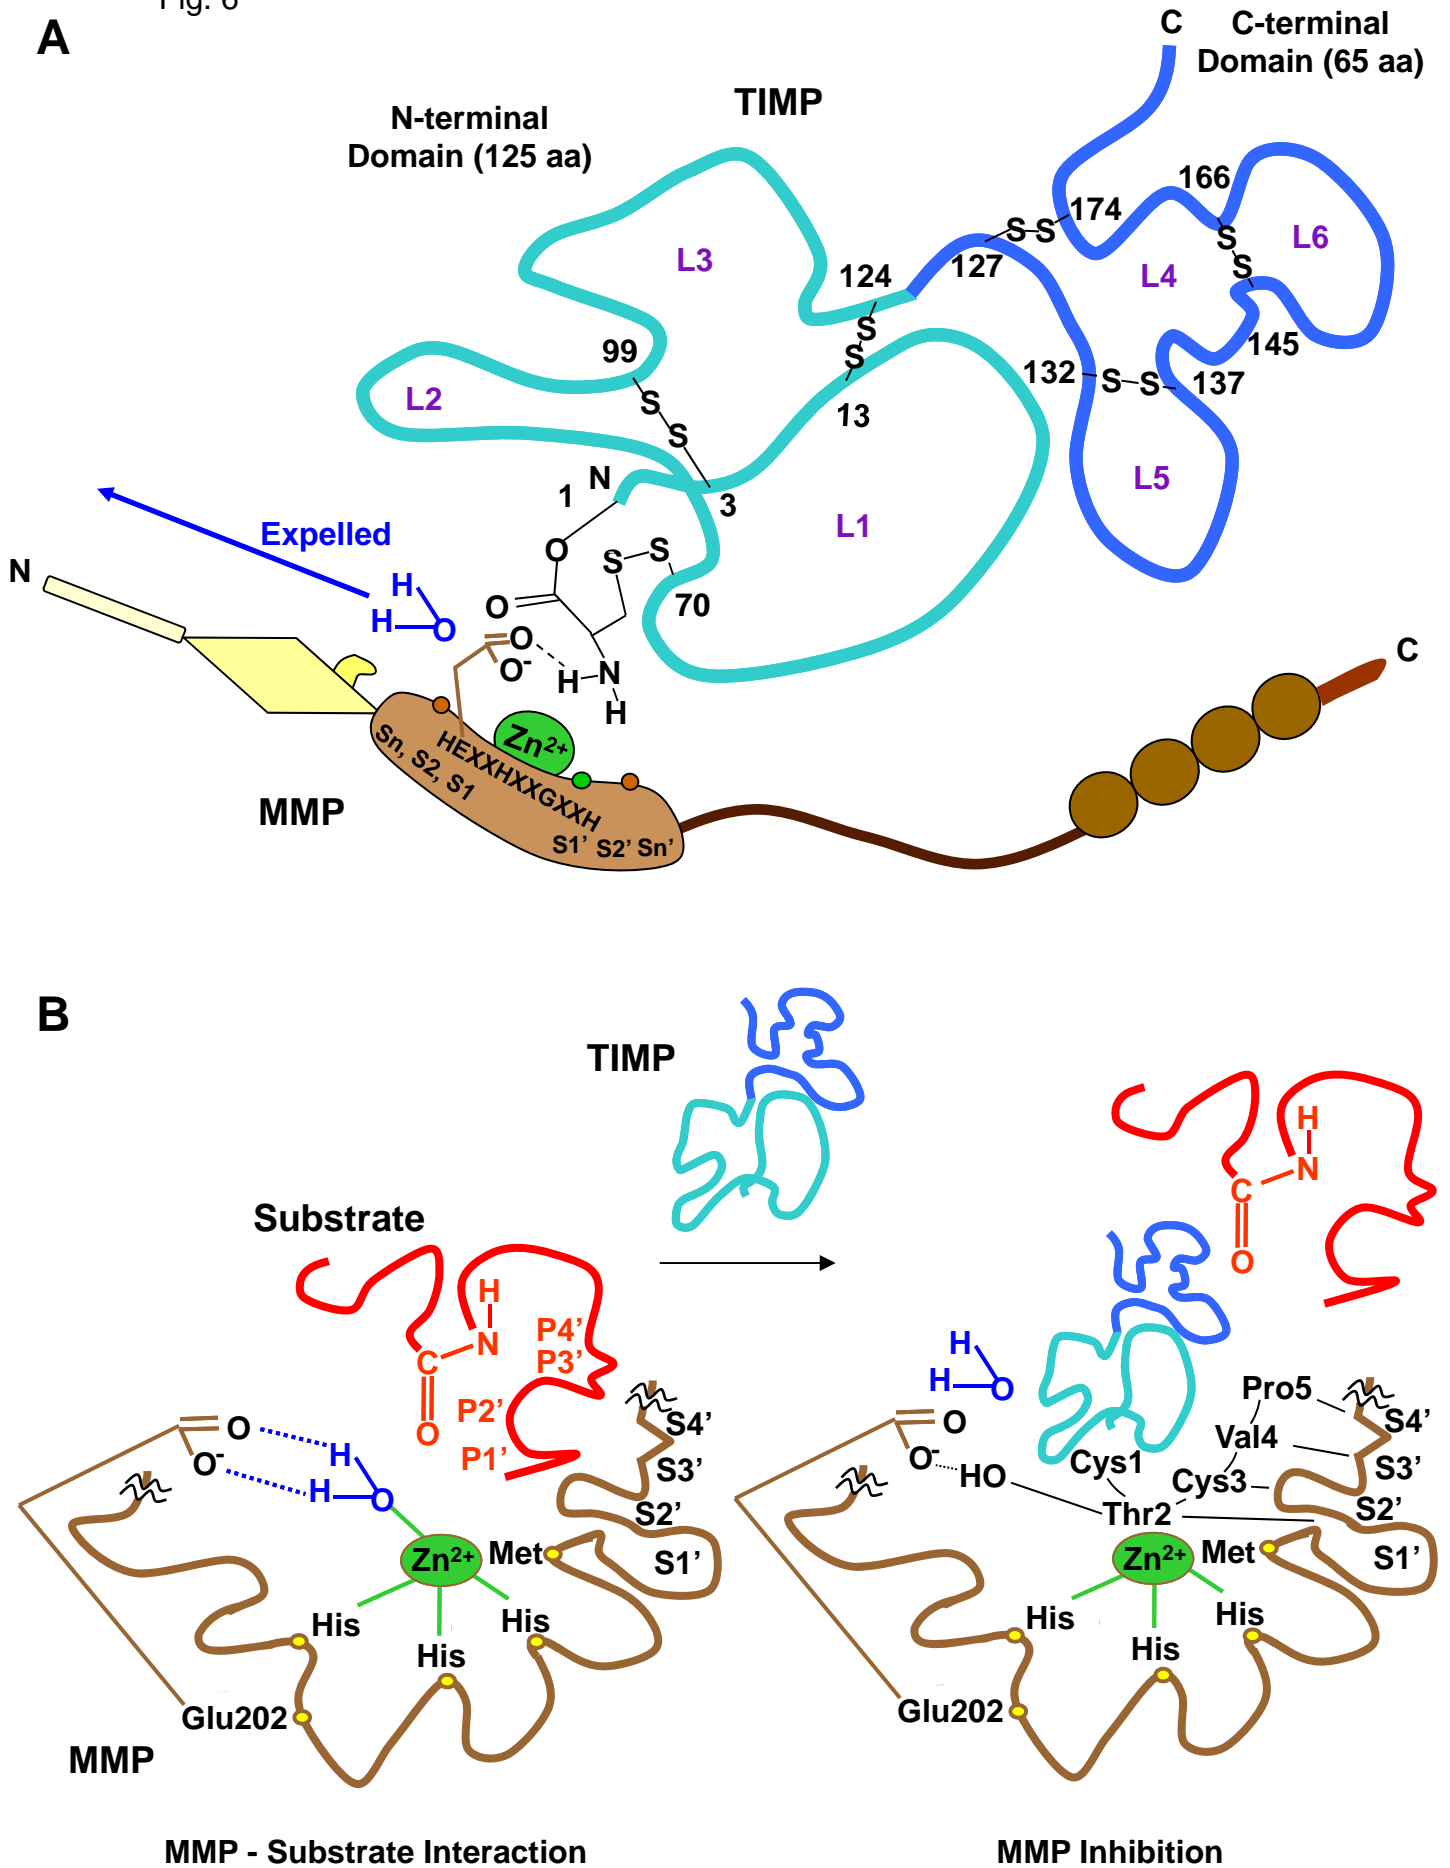 Fig. 6
A
C
C-terminal
Domain (65 aa)
TIMP
N-terminal
Domain (125 aa)
166
174
S S
L6
L3
127
L4
S
S
124
S
S
99
145
132
S S
137
L2
S
S
13
L5
N
1
3
L1
Expelled
N
O
S S
H
H O
O
70
O
O-
H N
H
C
Zn2+
HEXXHXXGXXH
Sn, S2, S1
MMP
S1’ S2’ Sn’
B
TIMP
H
N
C
O
Substrate
H
N
C
O
P4’
P3’
P2’
P1’
H
H O
Pro5
S4’
S4’
O
O-
H
H O
O
O-
HO
Val4
Cys1
Cys3
S3’
S3’
Thr2
S2’
S2’
Zn2+
Met
S1’
Zn2+
Met
S1’
His
His
His
His
His
His
Glu202
Glu202
MMP
MMP - Substrate Interaction
MMP Inhibition